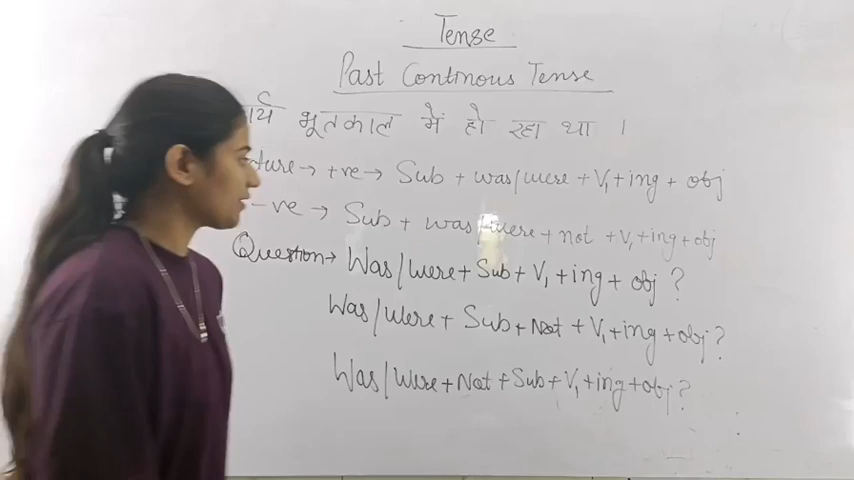 Tense
Past Continous Tense
भूतकाल में हो रहा था ।
ture → +ve → Sub + was/were + V₁ + ing + obj
-ve → Sub + was/were + not + V₁ + ing + obj
Question → Was/were + Sub + V₁ + ing + obj ?
Was/were + Sub + Not + V₁ + ing + obj ?
Was/were + Not + Sub + V₁ + ing + obj ?